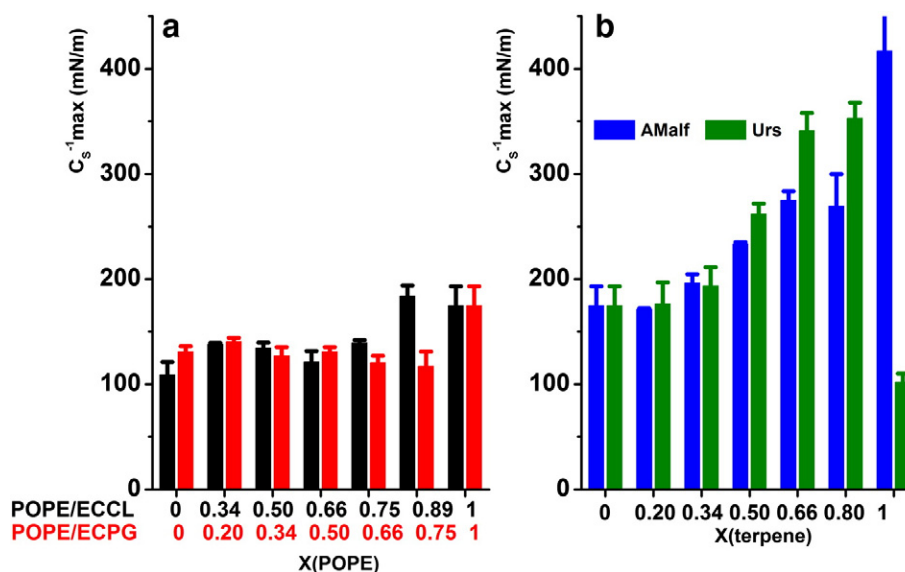 a
b
C_s^-1max (mN/m)
400
300
200
100
0
POPE/ECCL 0 0.34 0.50 0.66 0.75 0.89 1
POPE/ECPG 0 0.20 0.34 0.50 0.66 0.75 1
X(POPE)
C_s^-1max (mN/m)
AMalf Urs
400
300
200
100
0
0 0.20 0.34 0.50 0.66 0.80 1
X(terpene)